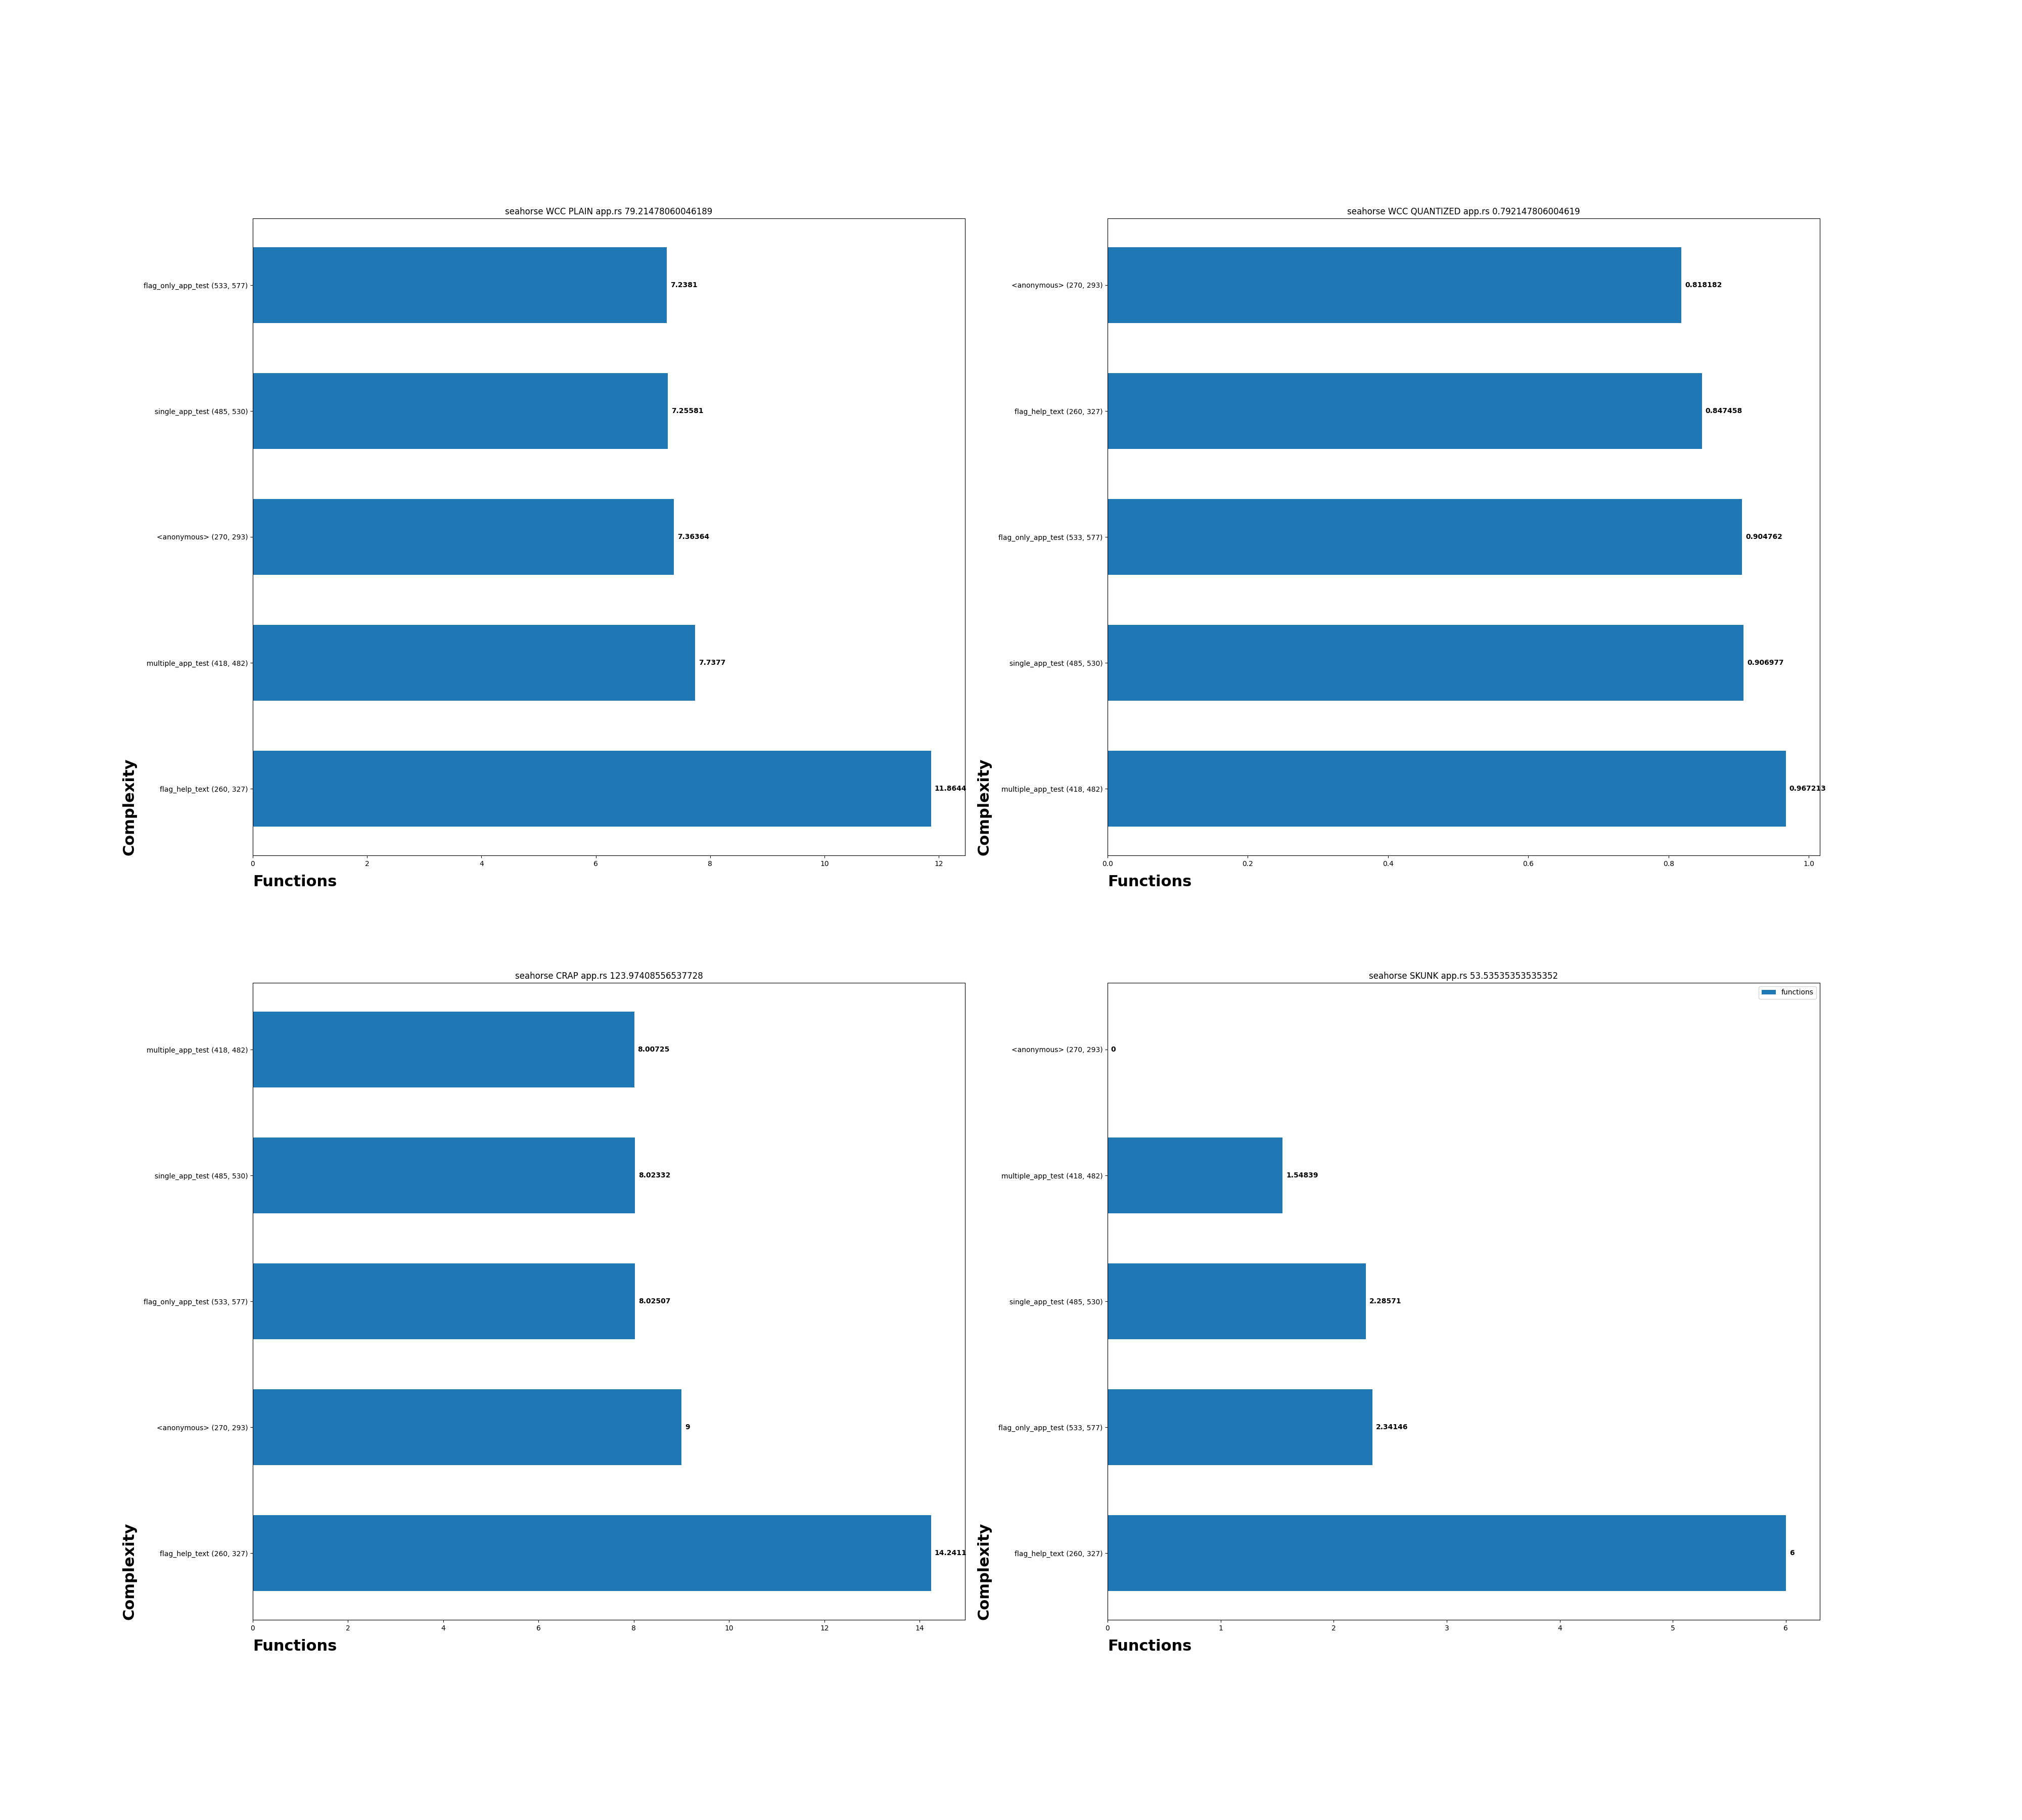 seahorse WCC PLAIN app.rs 79.21478060046189
flag_only_app_test (533, 577)
7.2381
single_app_test (485, 530)
7.25581
<anonymous> (270, 293)
7.36364
multiple_app_test (418, 482)
7.7377
flag_help_text (260, 327)
11.8644
Complexity
0 2 4 6 8 10 12
Functions
seahorse WCC QUANTIZED app.rs 0.792147806004619
<anonymous> (270, 293)
0.818182
flag_help_text (260, 327)
0.847458
flag_only_app_test (533, 577)
0.904762
single_app_test (485, 530)
0.906977
multiple_app_test (418, 482)
0.967213
Complexity
0.0 0.2 0.4 0.6 0.8 1.0
Functions
seahorse CRAP app.rs 123.97408556537728
multiple_app_test (418, 482)
8.00725
single_app_test (485, 530)
8.02332
flag_only_app_test (533, 577)
8.02507
<anonymous> (270, 293)
9
flag_help_text (260, 327)
14.2411
Complexity
0 2 4 6 8 10 12 14
Functions
seahorse SKUNK app.rs 53.53535353535352
functions
<anonymous> (270, 293)
0
multiple_app_test (418, 482)
1.54839
single_app_test (485, 530)
2.28571
flag_only_app_test (533, 577)
2.34146
flag_help_text (260, 327)
6
Complexity
0 1 2 3 4 5 6
Functions